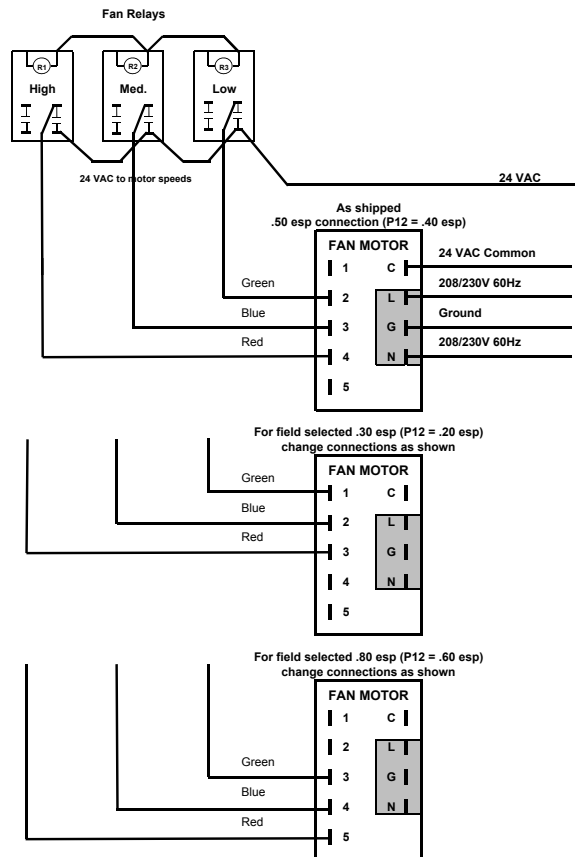 Fan Relays
R1 R2 R3
High Med. Low
24 VAC to motor speeds
24 VAC
As shipped
.50 esp connection (P12 = .40 esp)
FAN MOTOR
24 VAC Common
1 C
208/230V 60Hz
Green
2 L
Ground
Blue
3 G
208/230V 60Hz
Red
4 N
5
For field selected .30 esp (P12 = .20 esp)
change connections as shown
FAN MOTOR
Green
1 C
Blue
2 L
Red
3 G
4 N
5
For field selected .80 esp (P12 = .60 esp)
change connections as shown
FAN MOTOR
1 C
2 L
Green
3 G
Blue
4 N
Red
5